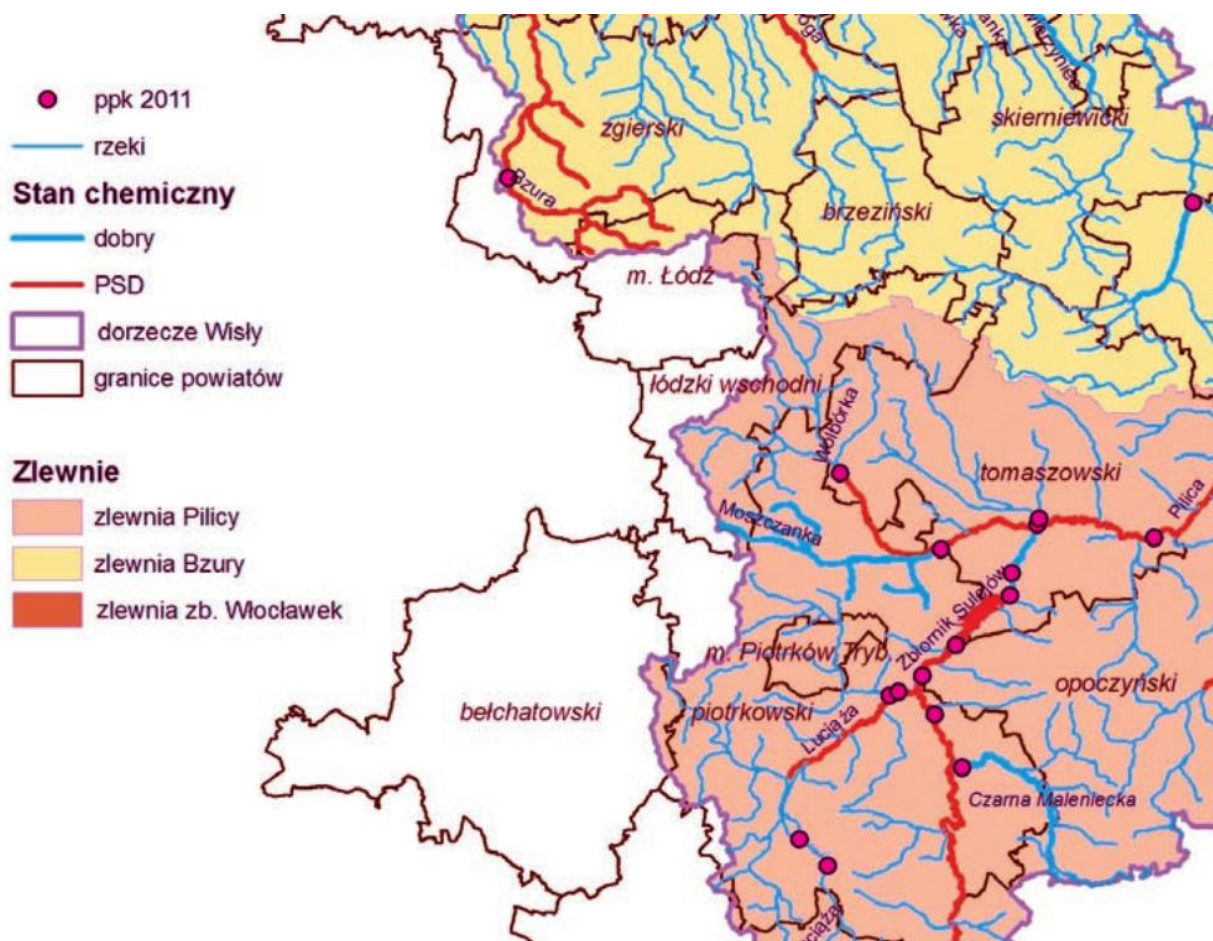 ppk 2011
rzeki
Stan chemiczny
dobry
PSD
dorzecze Wisły
granice powiatów
Zlewnie
zlewnia Pilicy
zlewnia Bzury
zlewnia zb. Włocławek
zgierski
skierniewicki
Bzura
brzeziński
m. Łódź
łódzki wschodni
Wolbórka
tomaszowski
Pilica
Moszczanka
Zbiornik Sulejów
m. Piotrków Tryb.
opoczyński
bełchatowski
piotrkowski
Luciąża
Czarna Maleniecka